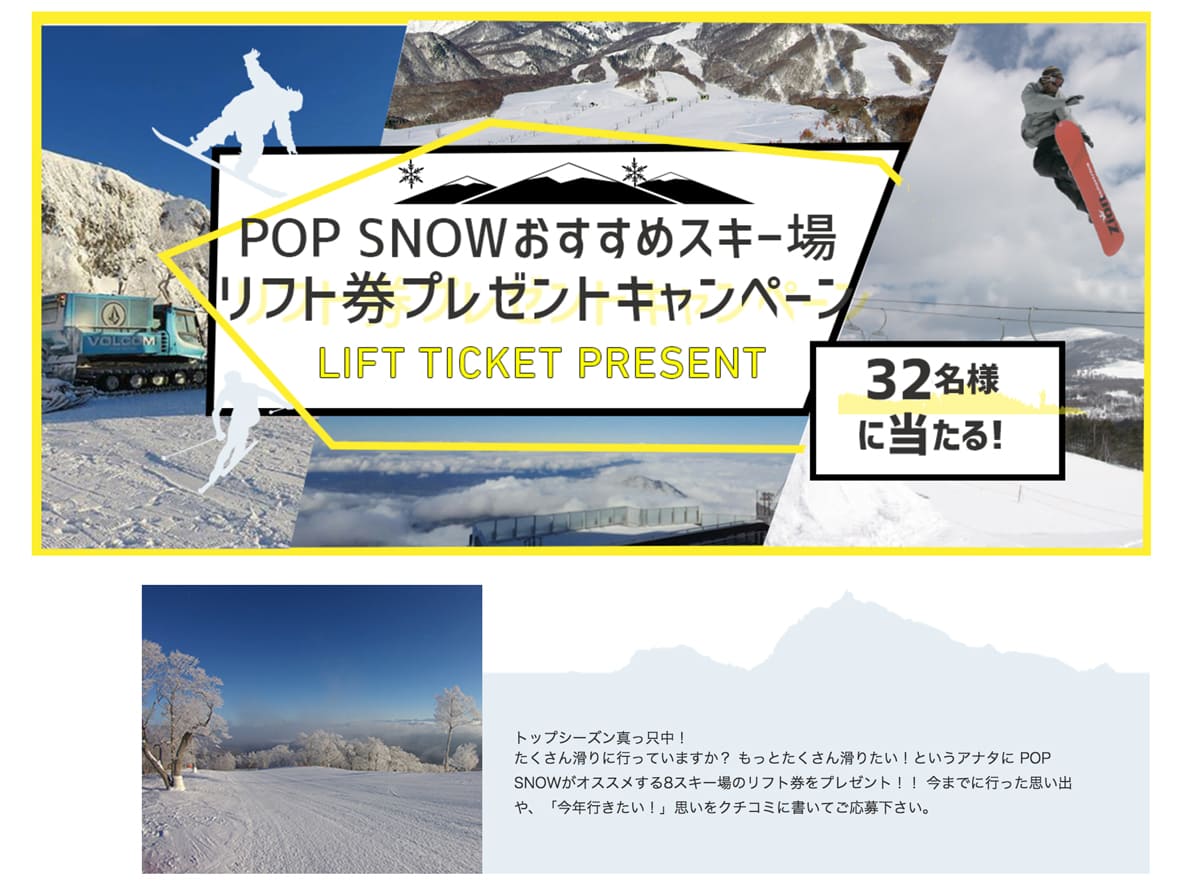 POP SNOWおすすめスキー場
リフト券プレゼントキャンペーン
LIFT TICKET PRESENT
VOLCOM
32名様
に当たる!
トップシーズン真っ只中！
たくさん滑りに行っていますか？ もっとたくさん滑りたい！というアナタに POP
SNOWがオススメする8スキー場のリフト券をプレゼント！！ 今までに行った思い出
や、「今年行きたい！」思いをクチコミに書いてご応募下さい。